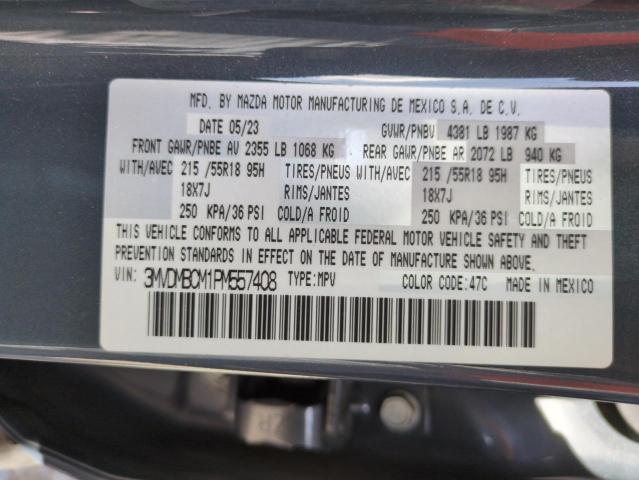 MFD. BY MAZDA MOTOR MANUFACTURING DE MEXICO S.A. DE C.V.
DATE 05/23 GVWR/PNBV 4381 LB 1987 KG
FRONT GAWR/PNBE AV 2355 LB 1068 KG REAR GAWR/PNBE AR 2072 LB 940 KG
WITH/AVEC 215 /55R18 95H TIRES/PNEUS WITH/AVEC 215 /55R18 95H TIRES/PNEUS
18X7J RIMS/JANTES 18X7J RIMS/JANTES
250 KPA/36 PSI COLD/A FROID 250 KPA/36 PSI COLD/A FROID
THIS VEHICLE CONFORMS TO ALL APPLICABLE FEDERAL MOTOR VEHICLE SAFETY AND THEFT
PREVENTION STANDARDS IN EFFECT ON THE DATE OF MANUFACTURE SHOWN ABOVE.
VIN: 3MVDMBCM1PM557408 TYPE:MPV COLOR CODE: 47C MADE IN MEXICO